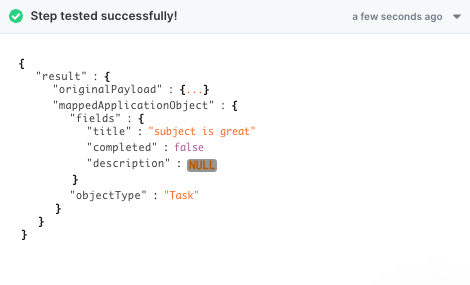 Step tested successfully! a few seconds ago
{
"result" : {
"originalPayload" : {...}
"mappedApplicationObject" : {
"fields" : {
"title" : "subject is great"
"completed" : false
"description" : NULL
}
"objectType" : "Task"
}
}
}